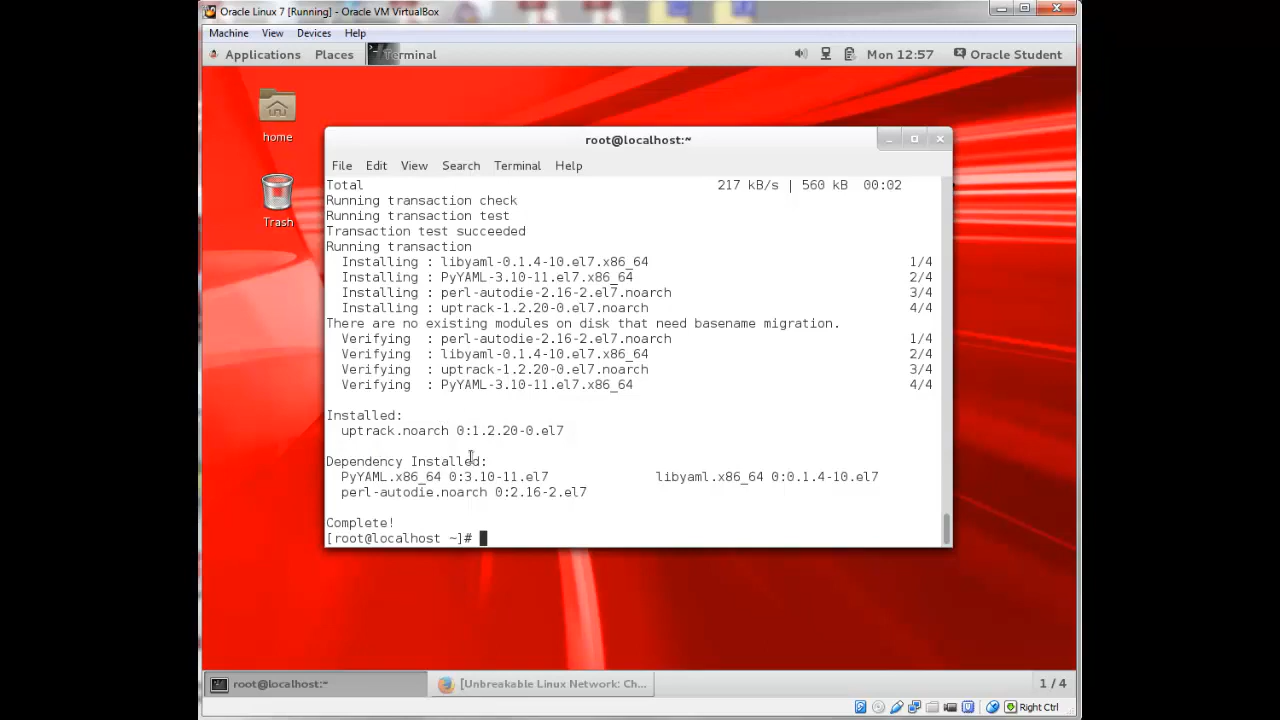 Oracle Linux 7 [Running] - Oracle VM VirtualBox
Machine View Devices Help
Applications Places Terminal Mon 12:57 Oracle Student
home
Trash
root@localhost:~
File Edit View Search Terminal Help
Total 217 kB/s | 560 kB 00:02
Running transaction check
Running transaction test
Transaction test succeeded
Running transaction
Installing : libyaml-0.1.4-10.el7.x86_64 1/4
Installing : PyYAML-3.10-11.el7.x86_64 2/4
Installing : perl-autodie-2.16-2.el7.noarch 3/4
Installing : uptrack-1.2.20-0.el7.noarch 4/4
There are no existing modules on disk that need basename migration.
Verifying : perl-autodie-2.16-2.el7.noarch 1/4
Verifying : libyaml-0.1.4-10.el7.x86_64 2/4
Verifying : uptrack-1.2.20-0.el7.noarch 3/4
Verifying : PyYAML-3.10-11.el7.x86_64 4/4
Installed:
uptrack.noarch 0:1.2.20-0.el7
Dependency Installed:
PyYAML.x86_64 0:3.10-11.el7 libyaml.x86_64 0:0.1.4-10.el7
perl-autodie.noarch 0:2.16-2.el7
Complete!
[root@localhost ~]#
root@localhost:~ [Unbreakable Linux Network: Ch... 1 / 4
Right Ctrl